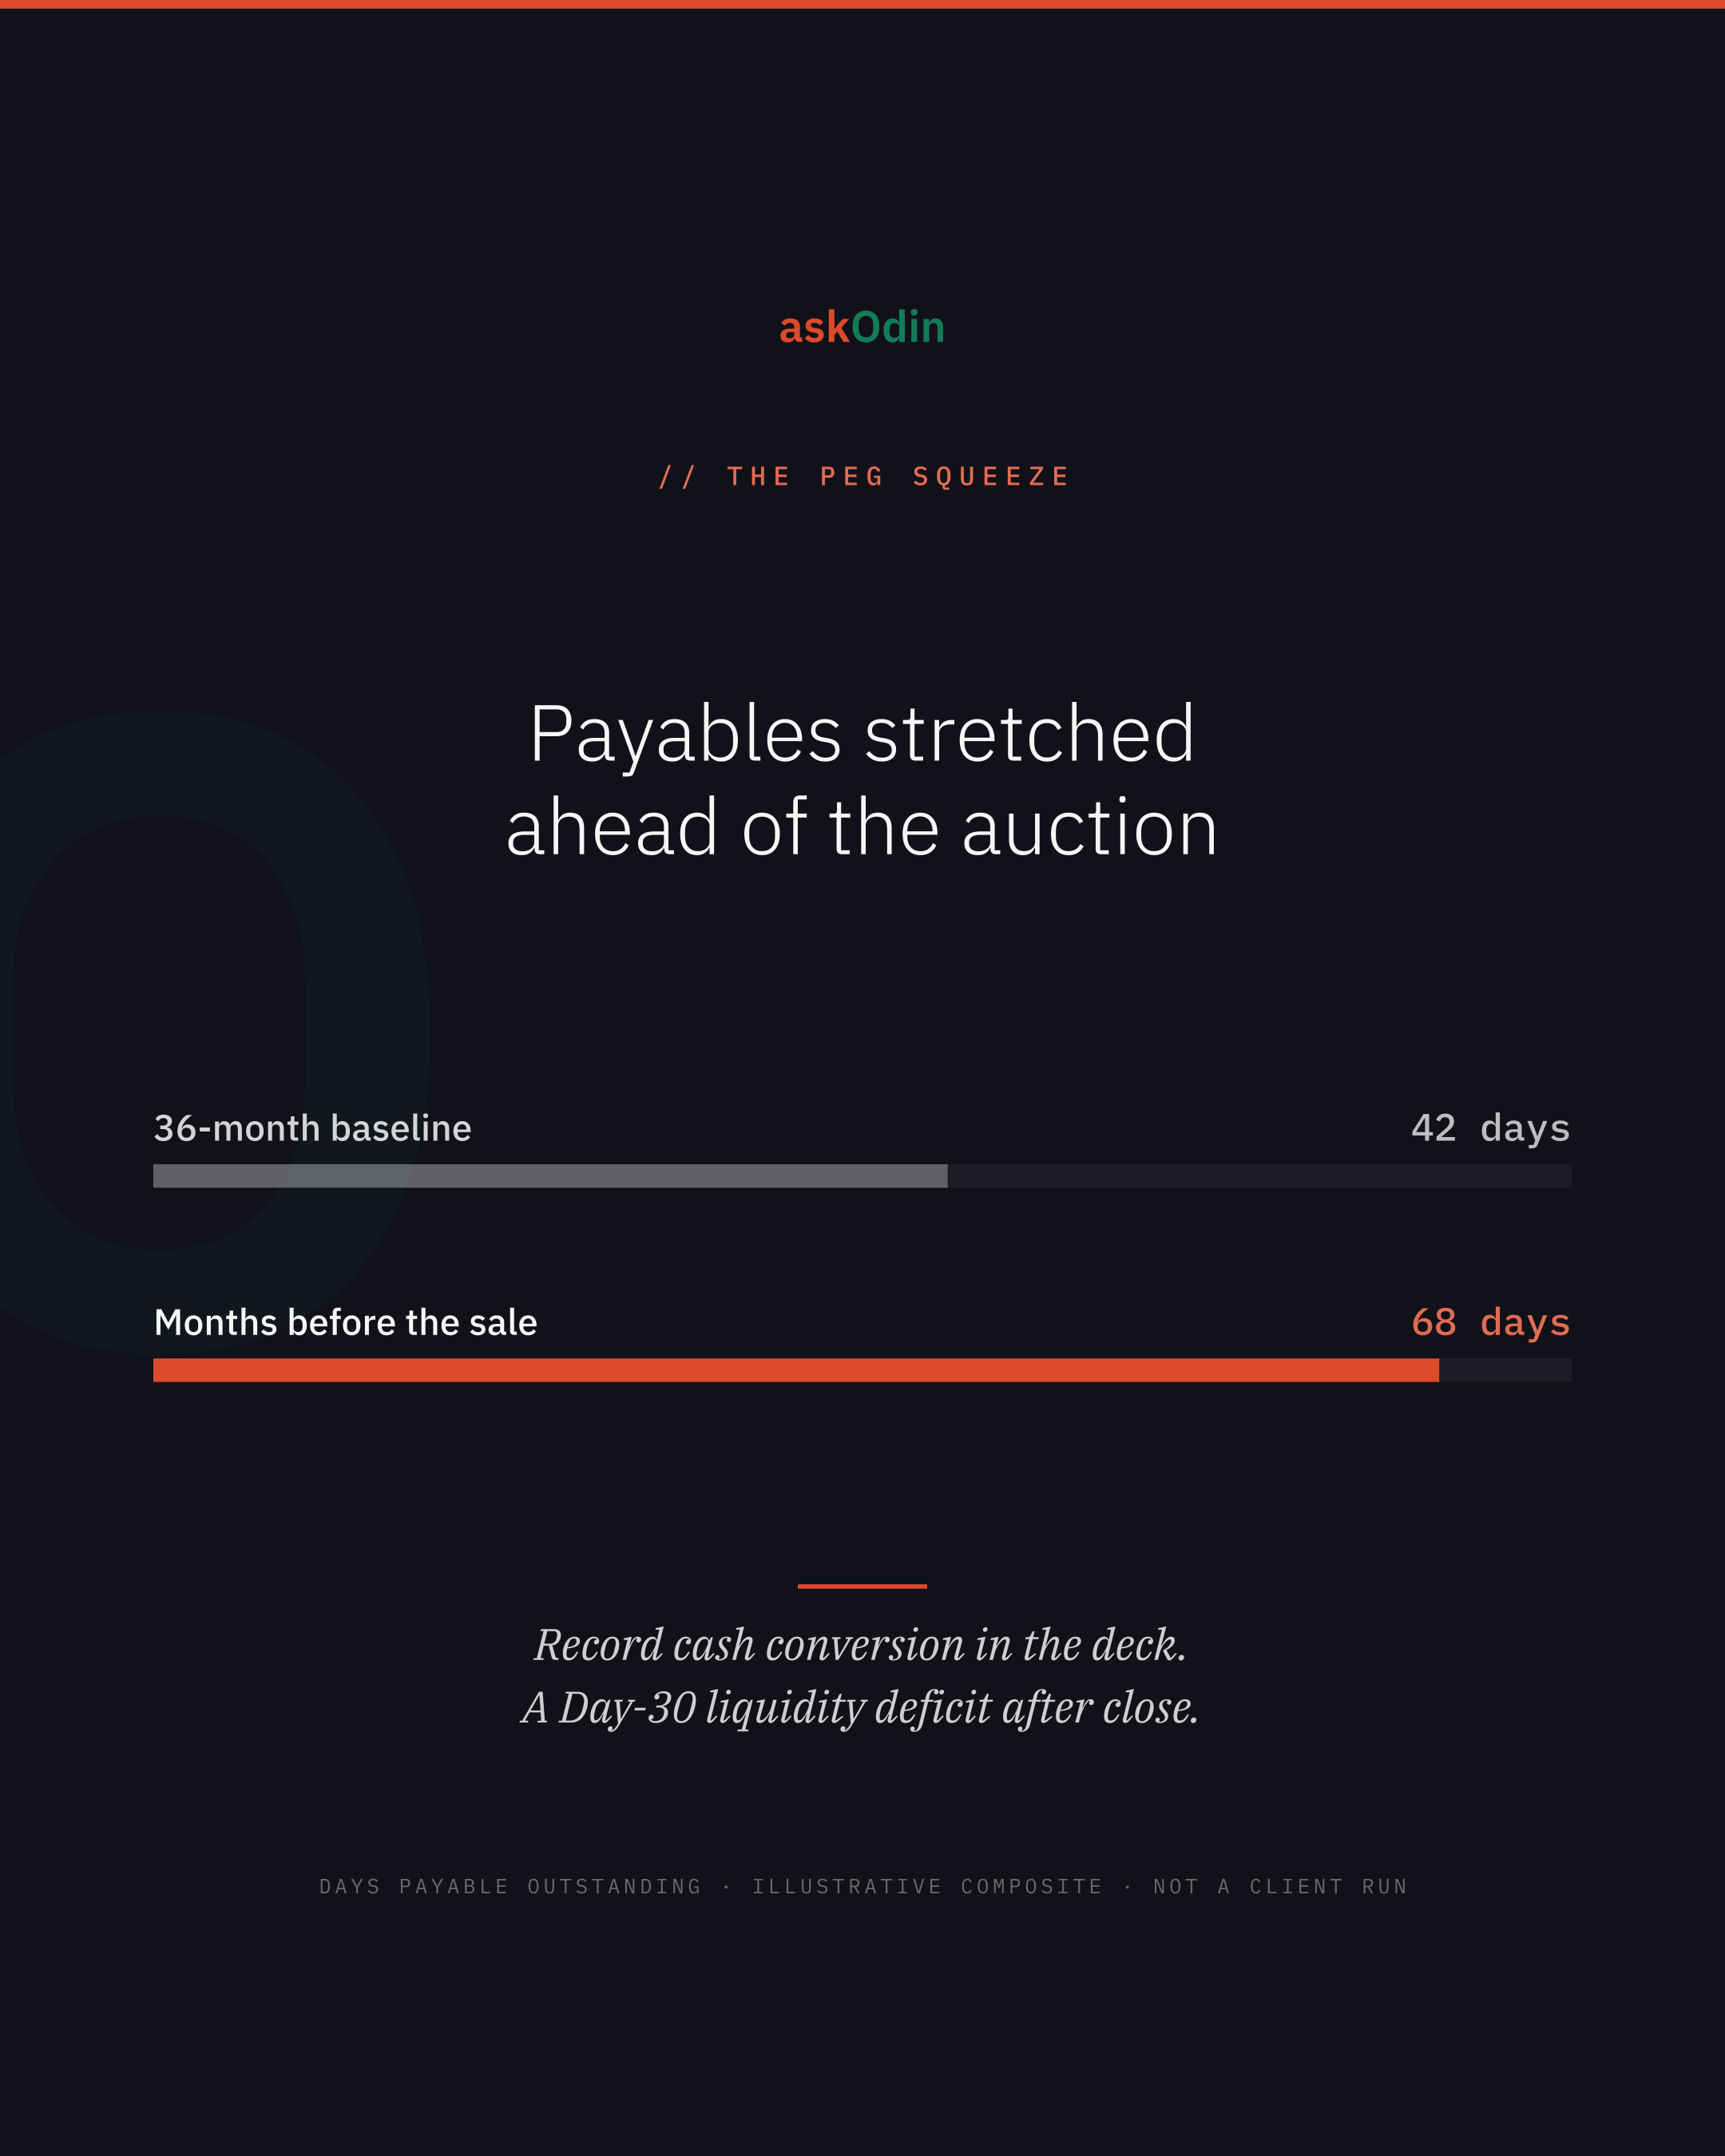 askOdin
// THE PEG SQUEEZE
Payables stretched
ahead of the auction
36-month baseline 42 days
Months before the sale 68 days
Record cash conversion in the deck.
A Day-30 liquidity deficit after close.
DAYS PAYABLE OUTSTANDING · ILLUSTRATIVE COMPOSITE · NOT A CLIENT RUN